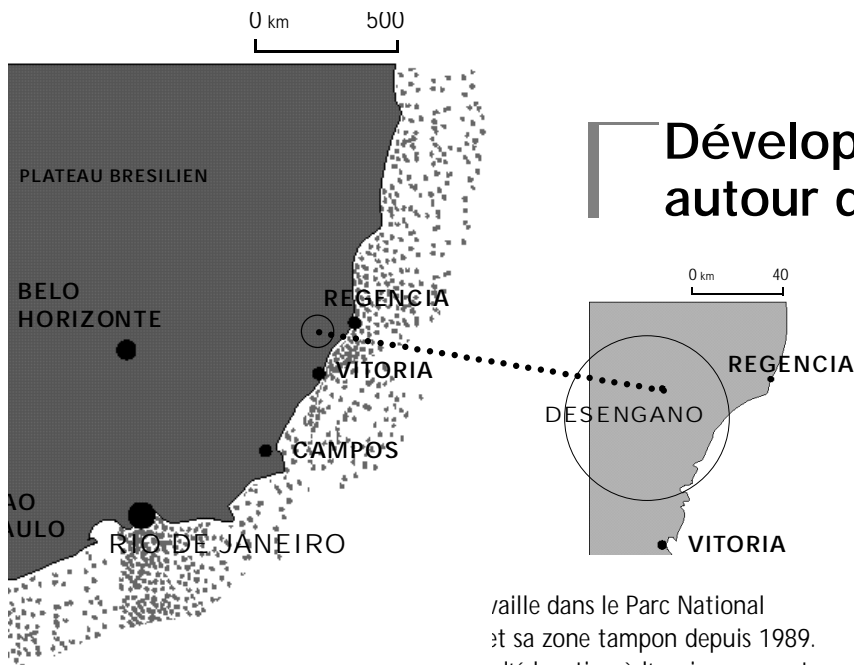 0 km 500
PLATEAU BRESILIEN
BELO
HORIZONTE
REGENCIA
VITORIA
CAMPOS
AO
AULO
RIO DE JANEIRO
Dévelop
autour d
0 km 40
REGENCIA
DESENGANO
VITORIA
vaille dans le Parc National
et sa zone tampon depuis 1989.